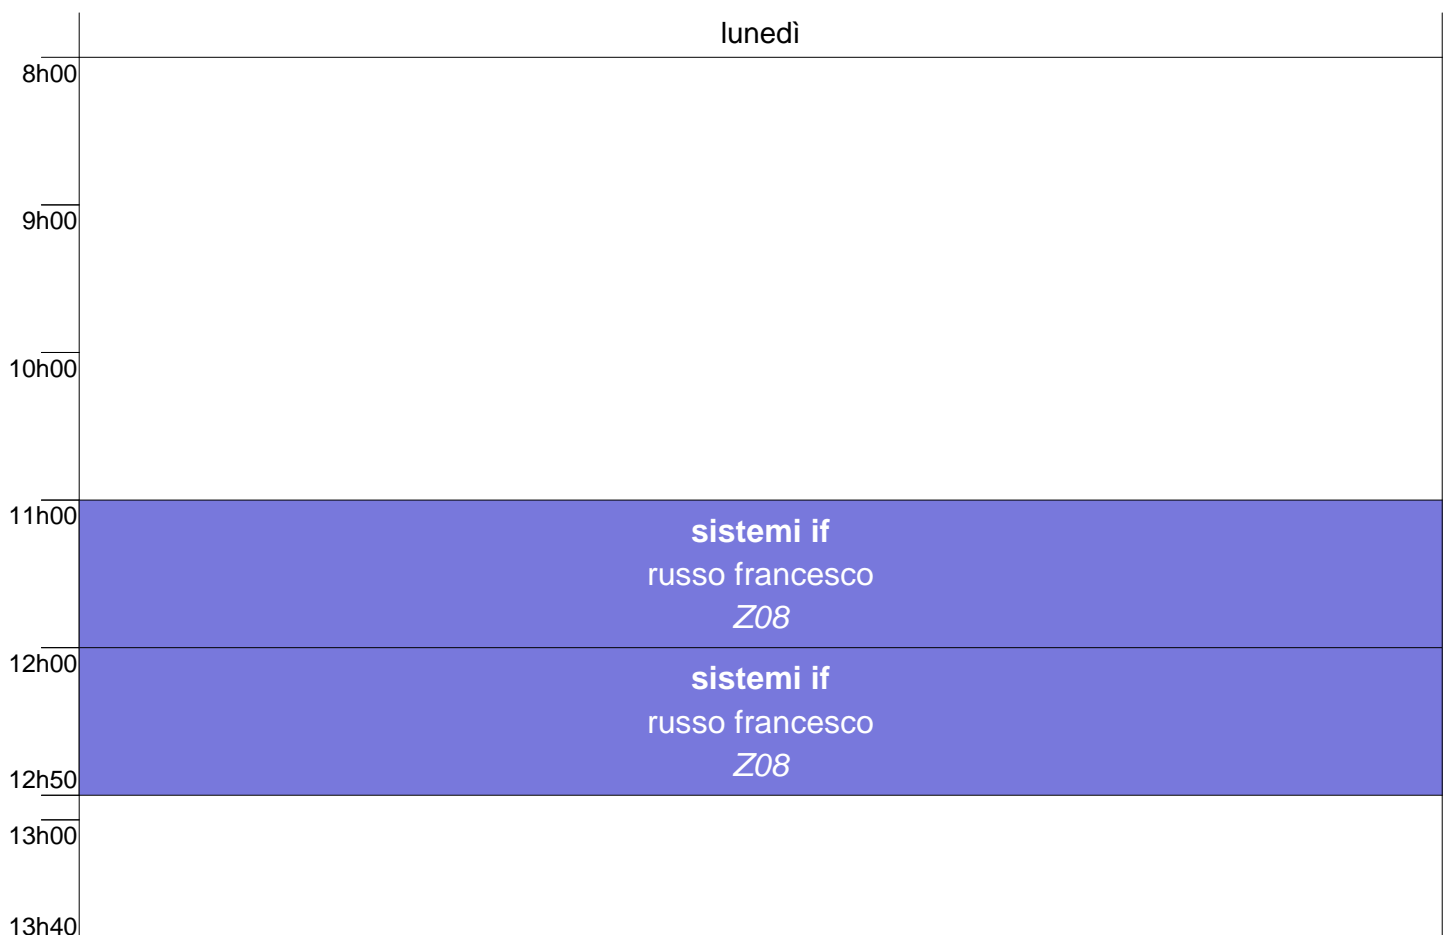 lunedì
8h00
9h00
10h00
11h00
sistemi if
russo francesco
Z08
12h00
sistemi if
russo francesco
Z08
12h50
13h00
13h40